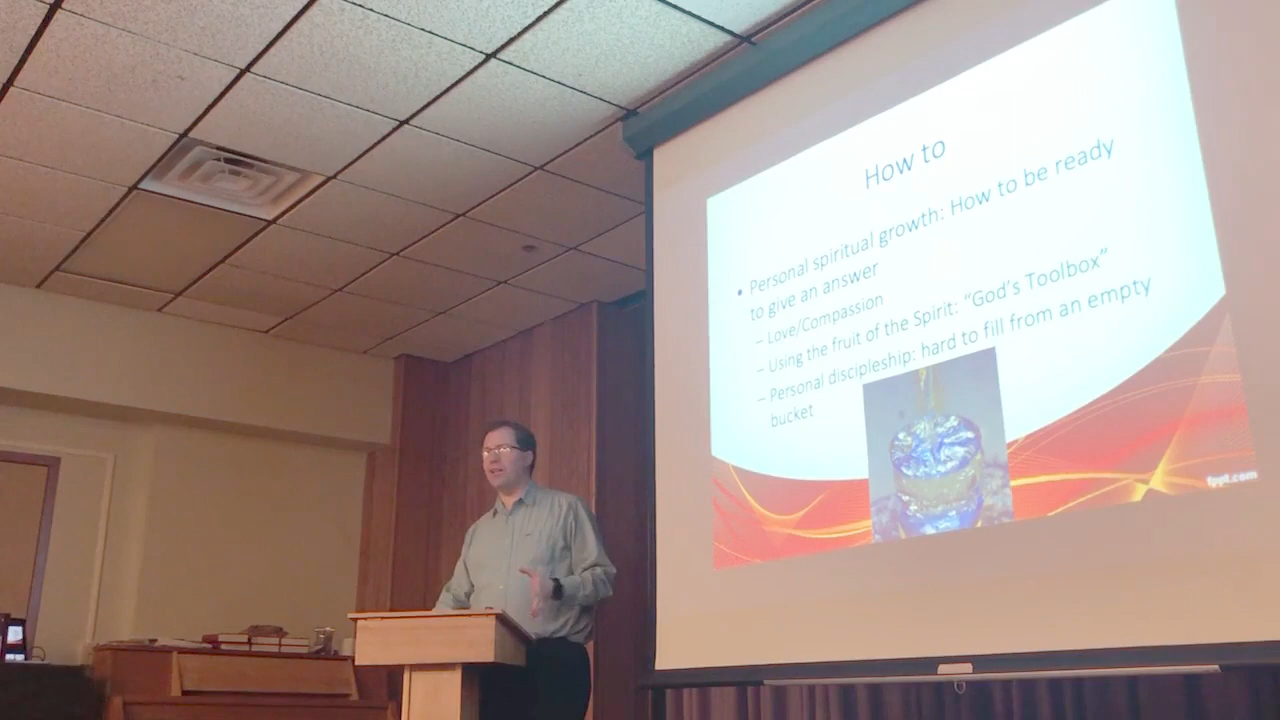 How to
• Personal spiritual growth: How to be ready
to give an answer
– Love/Compassion
– Using the fruit of the Spirit: “God’s Toolbox”
– Personal discipleship: hard to fill from an empty
bucket
fppt.com